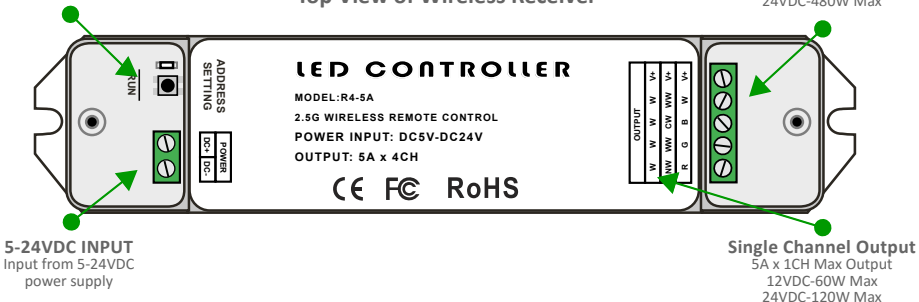 Top View of Wireless Receiver
24VDC-480W Max
RUN
ADDRESS
SETTING
POWER
DC+ DC-
LED CONTROLLER
MODEL:R4-5A
2.5G WIRELESS REMOTE CONTROL
POWER INPUT: DC5V-DC24V
OUTPUT: 5A x 4CH
CE FC RoHS
OUTPUT
W W W W V+
NW WW CW WW V+
R G B W V+
5-24VDC INPUT
Input from 5-24VDC
power supply
Single Channel Output
5A x 1CH Max Output
12VDC-60W Max
24VDC-120W Max